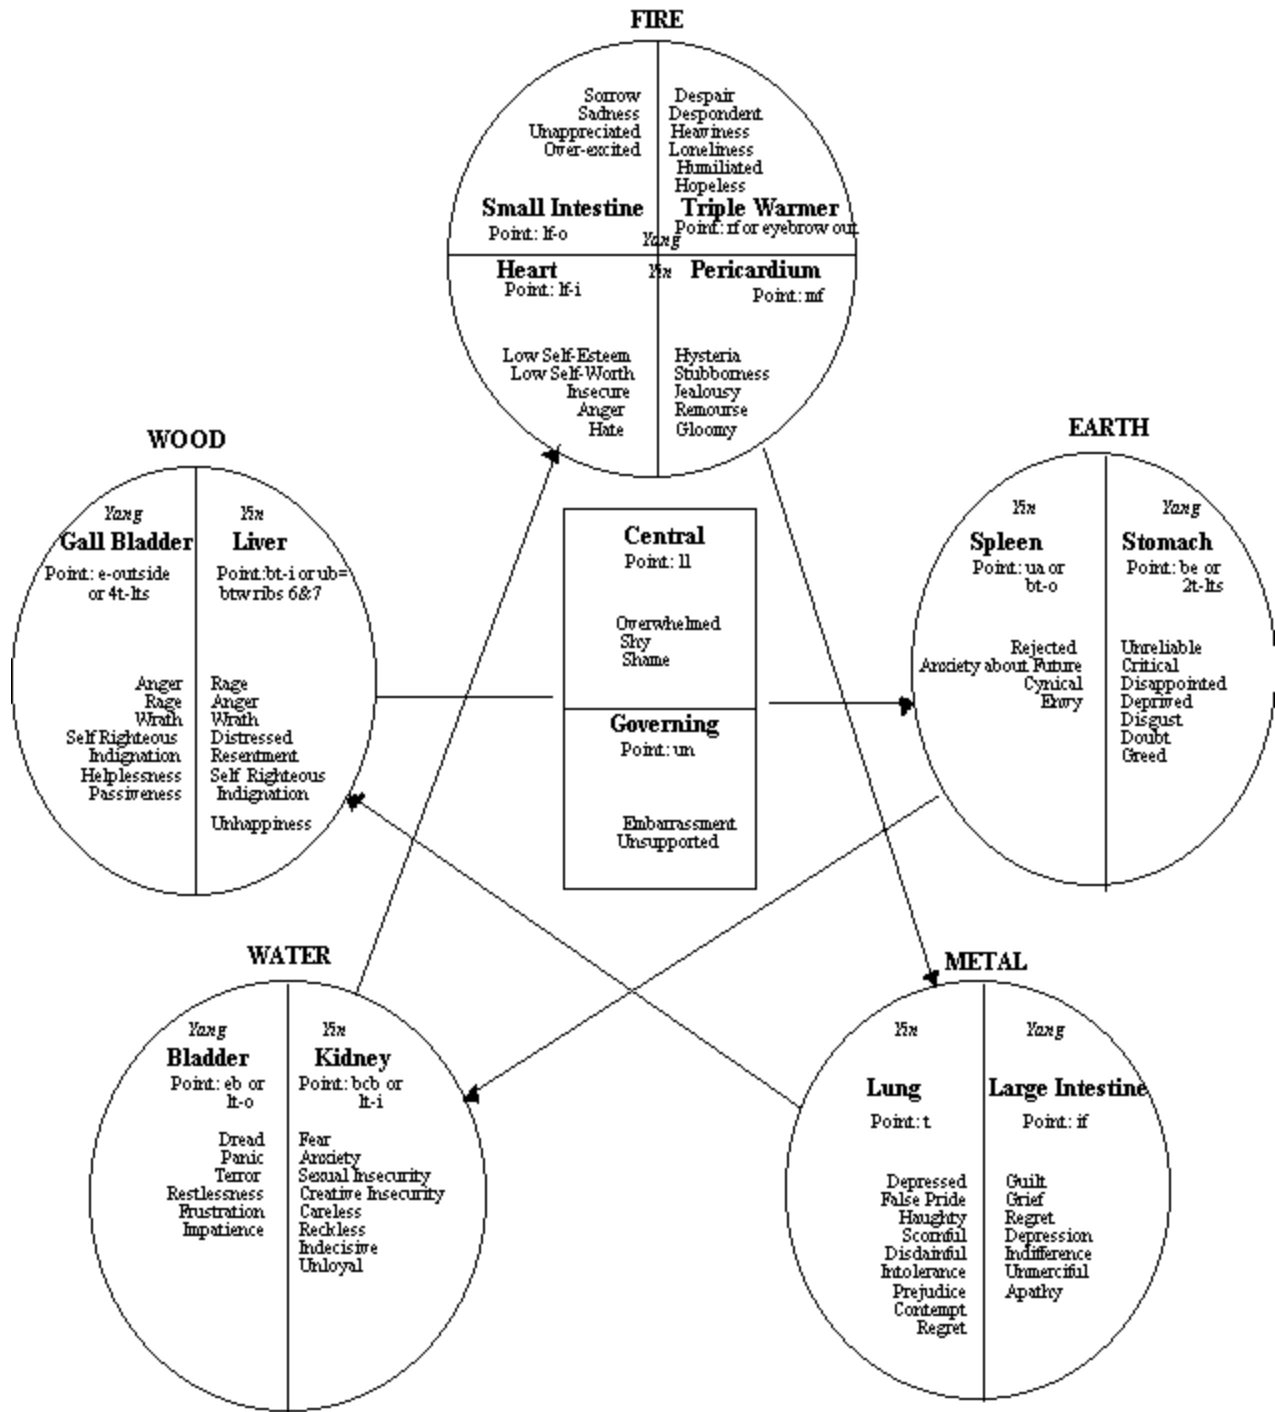 FIRE
Sorrow
Sadness
Unappreciated
Over-excited
Small Intestine
Point: lf-o
Despair
Despondent
Heaviness
Loneliness
Humiliated
Hopeless
Triple Warmer
Point: rf or eyebrow out
Yang
Yin
Heart
Point: lf-i
Low Self-Esteem
Low Self-Worth
Insecure
Anger
Hate
Pericardium
Point: mf
Hysteria
Stubborness
Jealousy
Remourse
Gloomy
WOOD
Yang
Gall Bladder
Point: e-outside
or 4t-lts
Anger
Rage
Wrath
Self Righteous
Indignation
Helplessness
Passiveness
Yin
Liver
Point:bt-i or ub=
btw ribs 6&7
Rage
Anger
Wrath
Distressed
Resentment
Self Righteous
Indignation
Unhappiness
Central
Point: ll
Overwhelmed
Shy
Shame
Governing
Point: un
Embarrassment
Unsupported
EARTH
Yin
Spleen
Point: ua or
bt-o
Rejected
Anxiety about Future
Cynical
Envy
Yang
Stomach
Point: be or
2t-lts
Unreliable
Critical
Disappointed
Deprived
Disgust
Doubt
Greed
WATER
Yang
Bladder
Point: eb or
lt-o
Dread
Panic
Terror
Restlessness
Frustration
Impatience
Yin
Kidney
Point: bcb or
lt-i
Fear
Anxiety
Sexual Insecurity
Creative Insecurity
Careless
Reckless
Indecisive
Unloyal
METAL
Yin
Lung
Point: t
Depressed
False Pride
Haughty
Scornful
Disdainful
Intolerance
Prejudice
Contempt
Regret
Yang
Large Intestine
Point: if
Guilt
Grief
Regret
Depression
Indifference
Unmerciful
Apathy